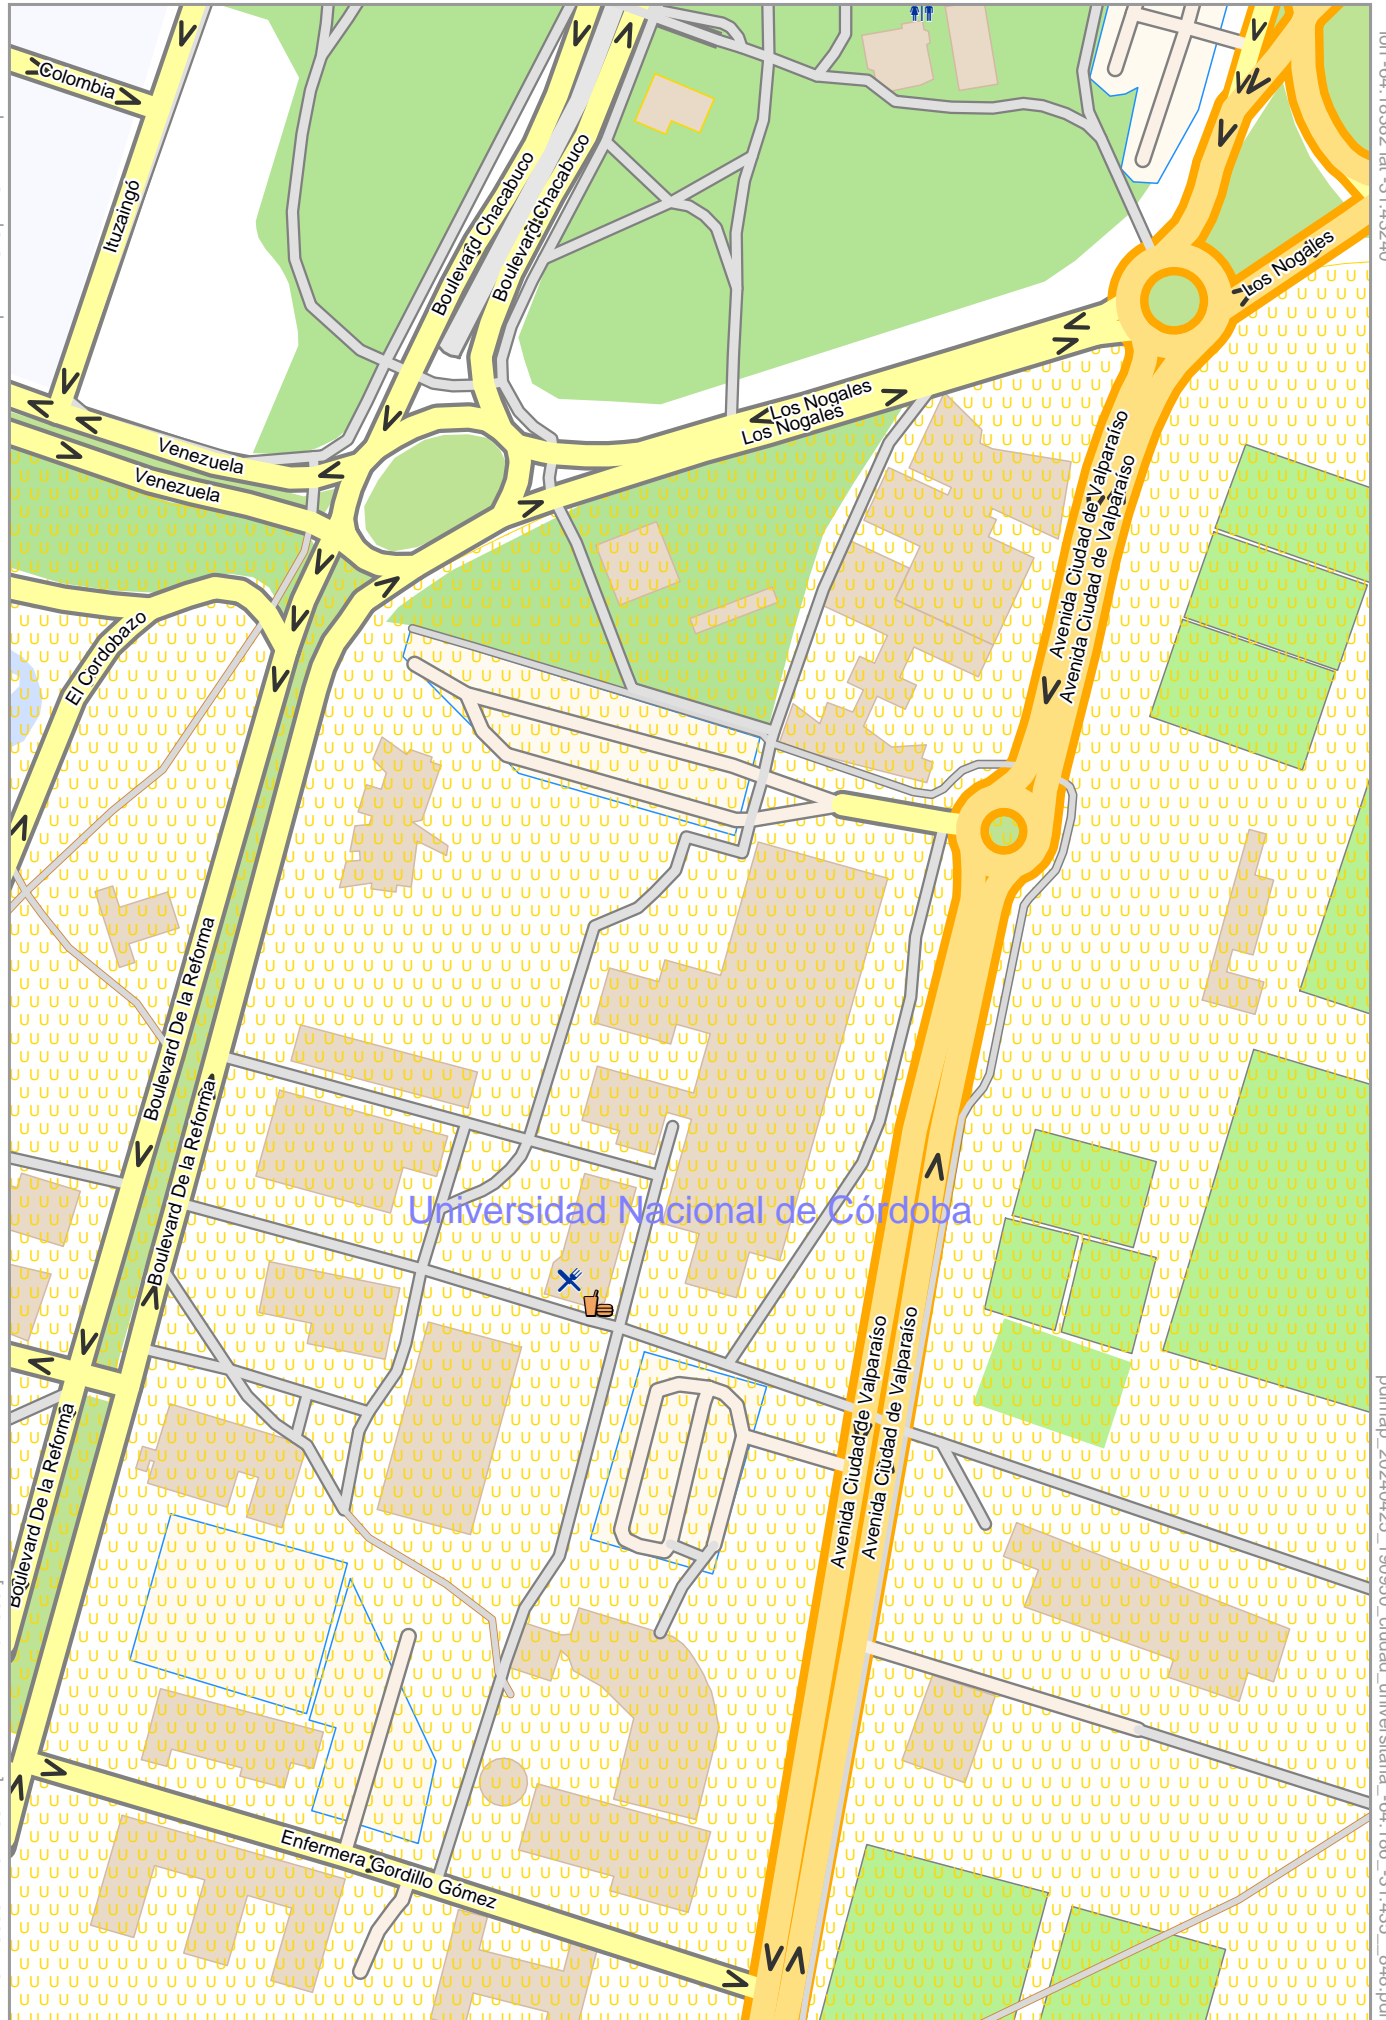 Colombia
Ituzaingó
Boulevard Chacabuco
Boulevard Chacabuco
Los Nogales
Los Nogales
Los Nogales
Venezuela
Venezuela
El Cordobazo
Avenida Ciudad de Valparaíso
Avenida Ciudad de Valparaíso
Boulevard De la Reforma
Boulevard De la Reforma
Universidad Nacional de Córdoba
Avenida Ciudad de Valparaíso
Avenida Ciudad de Valparaíso
Boulevard De la Reforma
Enfermera Gordillo Gómez